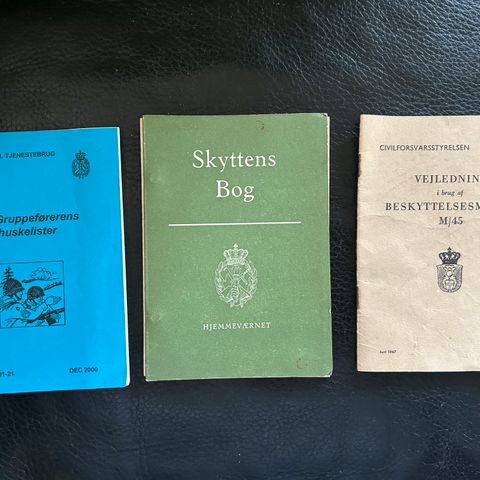 L TJENESTEBRUG
Gruppeførerens
huskelister
DEC 2000
Skyttens
Bog
HJEMMEVÆRNET
CIVILFORSVARSSTYRELSEN
VEJLEDNIN
i brug af
BESKYTTELSESM
M/45